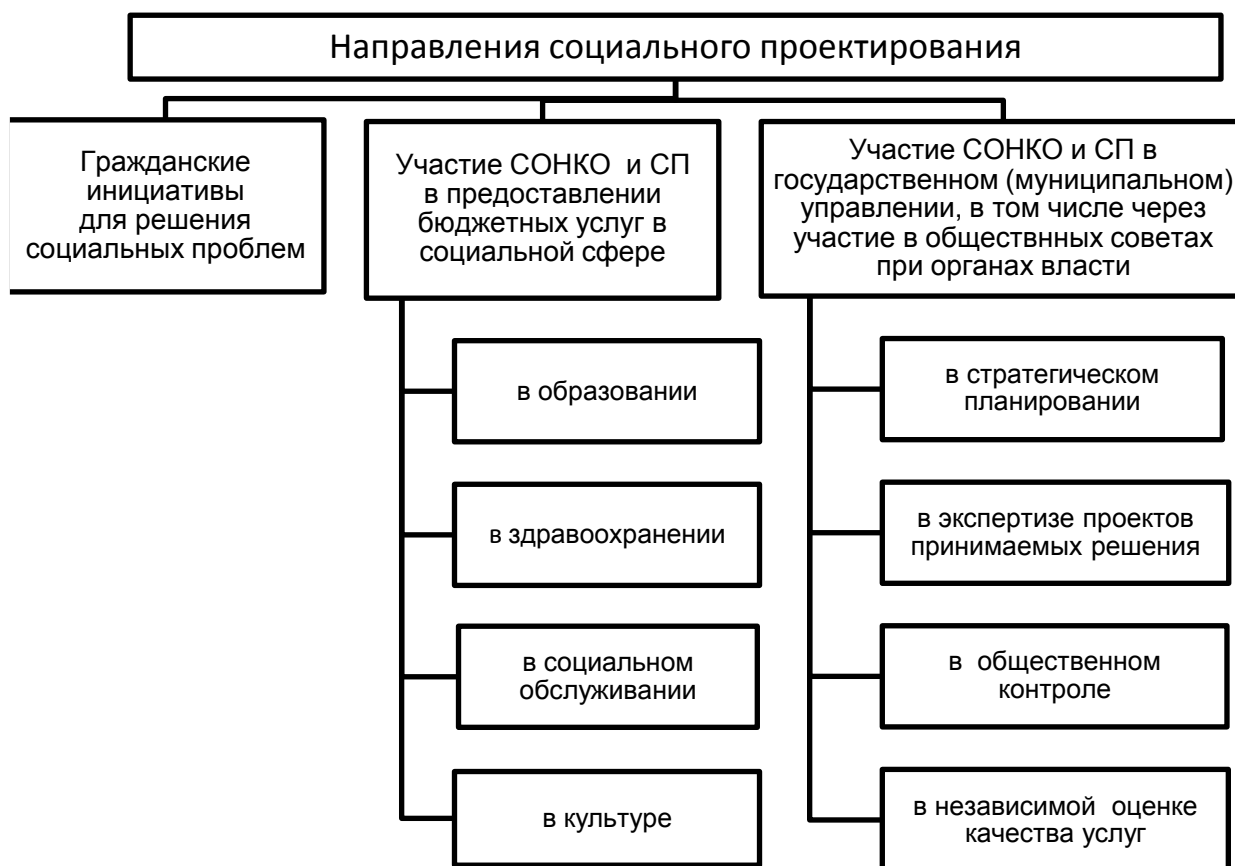 Направления социального проектирования
Гражданские
инициативы
для решения
социальных проблем
Участие СОНКО и СП
в предоставлении
бюджетных услуг в
социальной сфере
Участие СОНКО и СП в
государственном (муниципальном)
управлении, в том числе через
участие в обществнных советах
при органах власти
в образовании
в здравоохранении
в социальном
обслуживании
в культуре
в стратегическом
планировании
в экспертизе проектов
принимаемых решения
в общественном
контроле
в независимой оценке
качества услуг